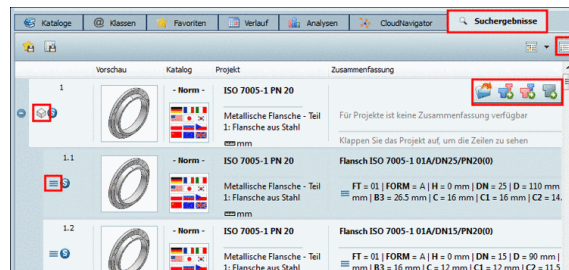 Kataloge @ Klassen Favoriten Verlauf Analysen CloudNavigator Suchergebnisse
Vorschau Katalog Projekt Zusammenfassung
1 - Norm - ISO 7005-1 PN 20
Metallische Flansche - Teil 1: Flansche aus Stahl
mm
Für Projekte ist keine Zusammenfassung verfügbar
Klappen Sie das Projekt auf, um die Zeilen zu sehen
1.1 - Norm - ISO 7005-1 PN 20 Flansch ISO 7005-1 01A/DN25/PN20(0)
S
Metallische Flansche - Teil 1: Flansche aus Stahl
mm
FT = 01 | FORM = A | H = 0 mm | DN = 25 | D = 110 mm
mm | B3 = 26.5 mm | C = 16 mm | C1 = 16 mm | C2 = 14.
1.2 - Norm - ISO 7005-1 PN 20 Flansch ISO 7005-1 01A/DN15/PN20(0)
S
Metallische Flansche - Teil
1: Flansche aus Stahl
FT = 01 | FORM = A | H = 0 mm | DN = 15 | D = 90 mm |
mm | B3 = 16 mm | C = 12 mm | C1 = 12 mm | C2 = 11.5